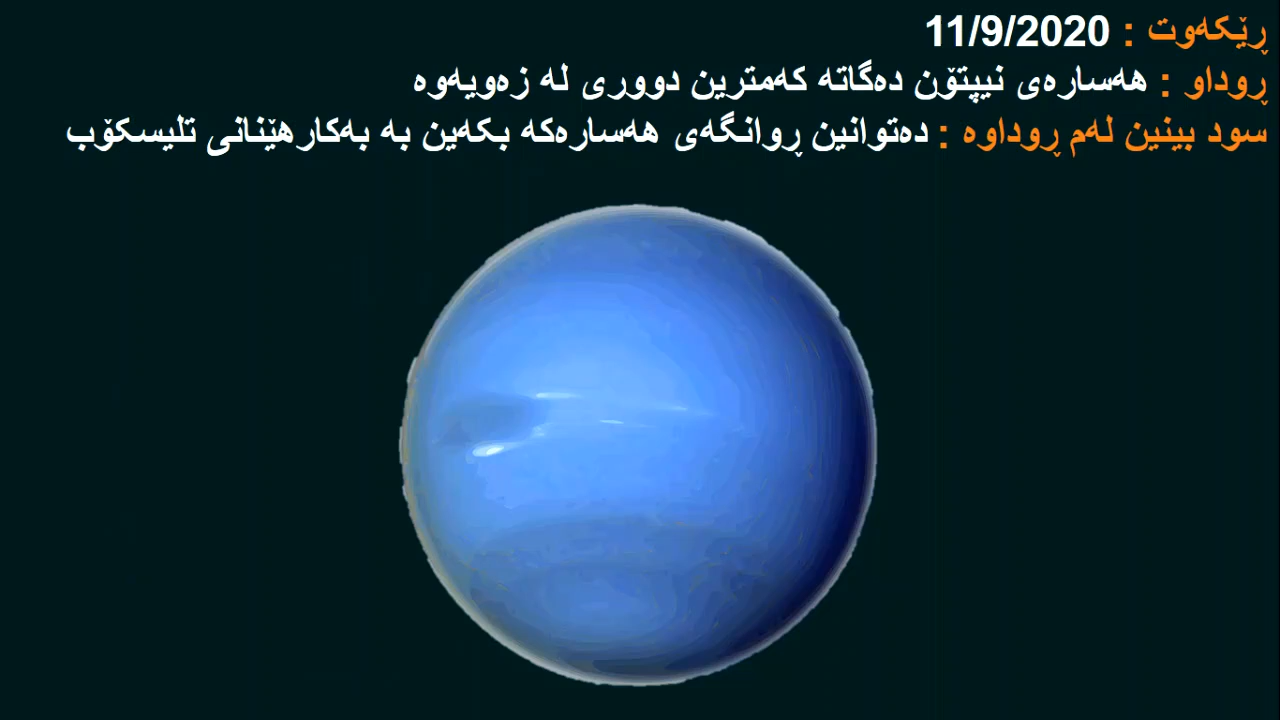 ڕێکەوت : 11/9/2020
ڕوداو : هەسارەی نیپتۆن دەگاتە کەمترین دووری لە زەویەوە
سود بینین لەم ڕوداوە : دەتوانین ڕوانگەی هەسارەکە بکەین بە بەکارهێنانی تلیسکۆب